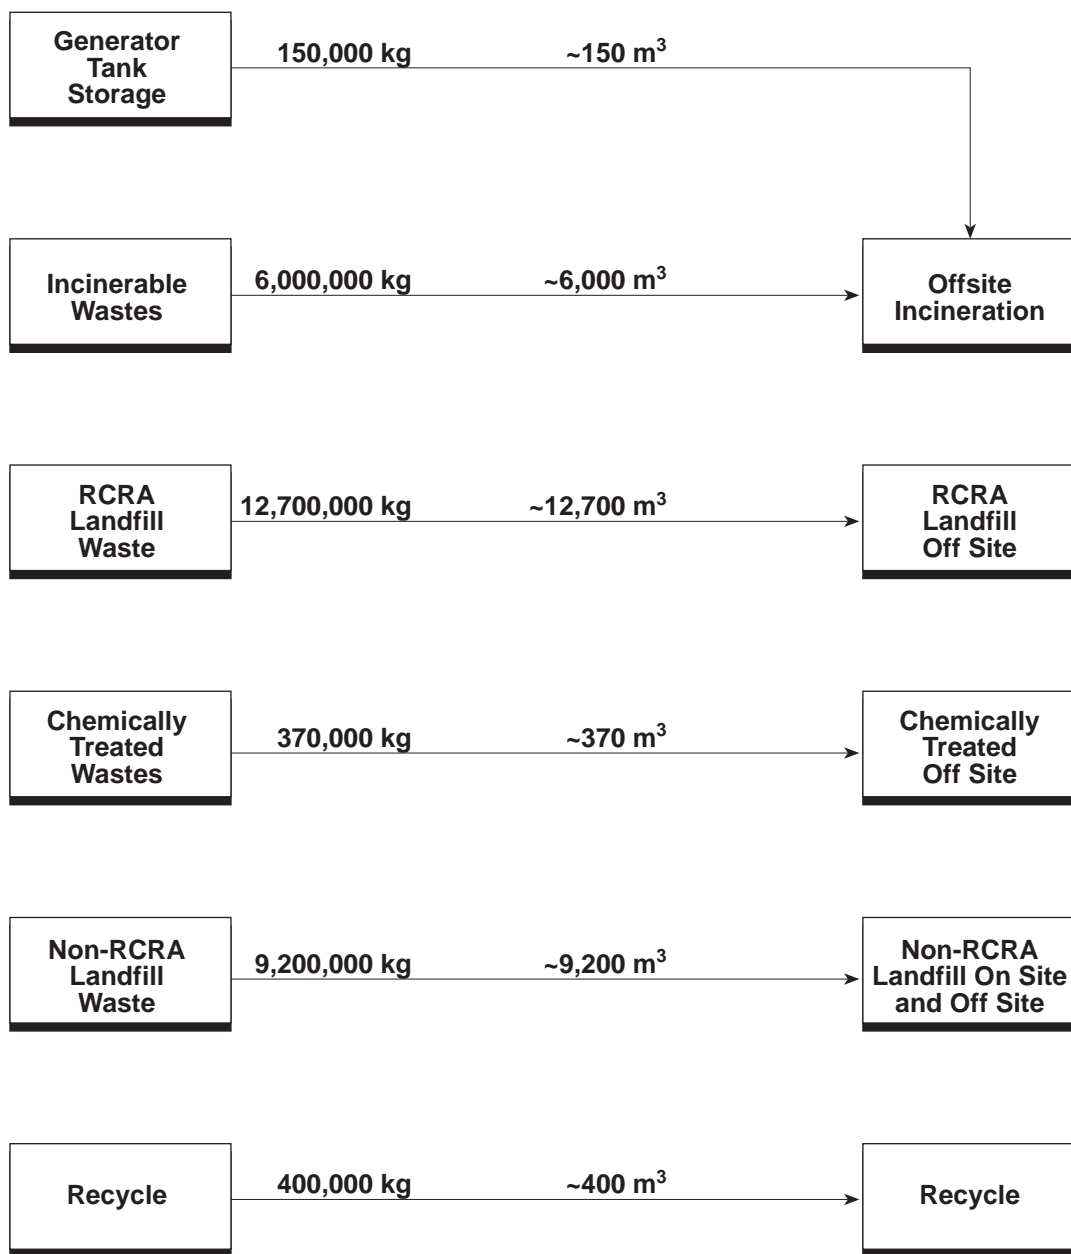 Generator
Tank
Storage
150,000 kg ~150 m³
Incinerable
Wastes
6,000,000 kg ~6,000 m³
Offsite
Incineration
RCRA
Landfill
Waste
12,700,000 kg ~12,700 m³
RCRA
Landfill
Off Site
Chemically
Treated
Wastes
370,000 kg ~370 m³
Chemically
Treated
Off Site
Non-RCRA
Landfill
Waste
9,200,000 kg ~9,200 m³
Non-RCRA
Landfill On Site
and Off Site
Recycle
400,000 kg ~400 m³
Recycle